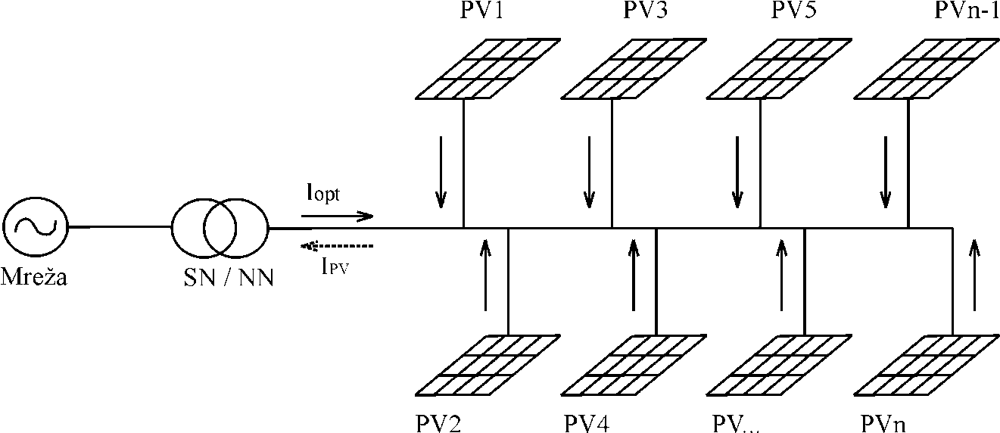 PV1 PV3 PV5 PVn-1
Iopt
IPV
Mreža
SN / NN
PV2 PV4 PV... PVn